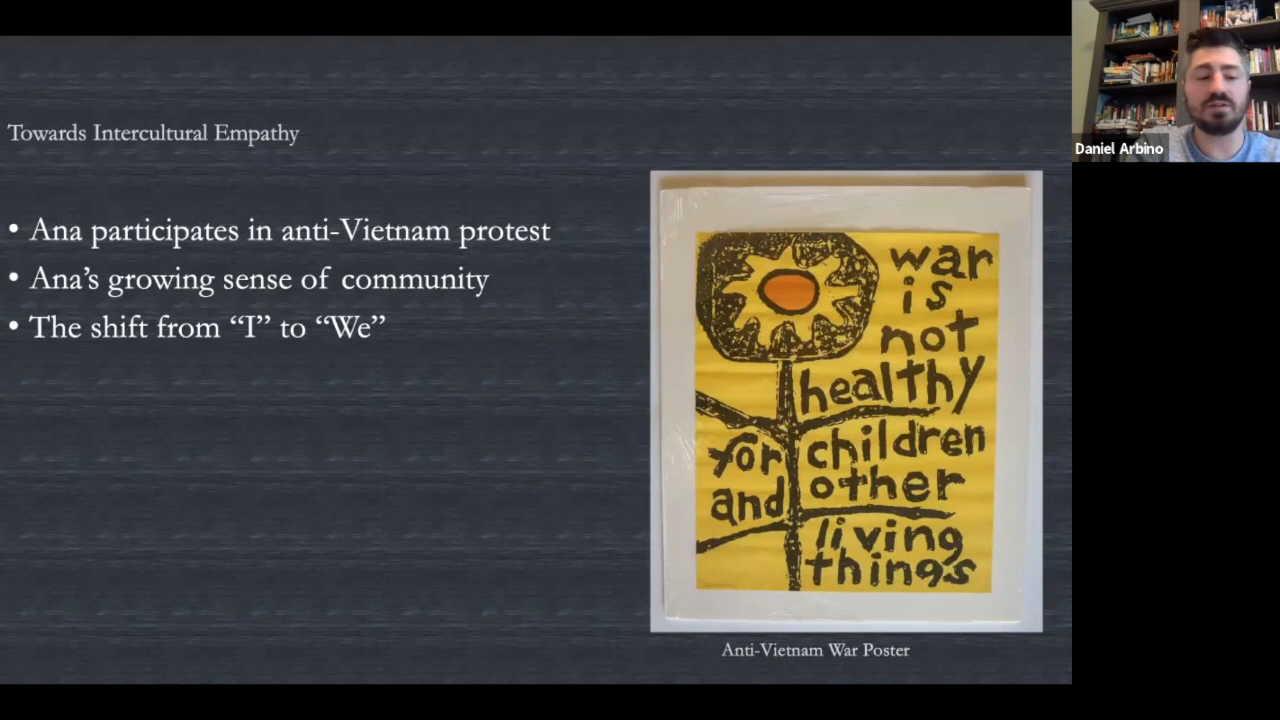 Towards Intercultural Empathy
• Ana participates in anti-Vietnam protest
• Ana’s growing sense of community
• The shift from “I” to “We”
war
is
not
healthy
for children
and other
living
things
Anti-Vietnam War Poster
Daniel Arbino